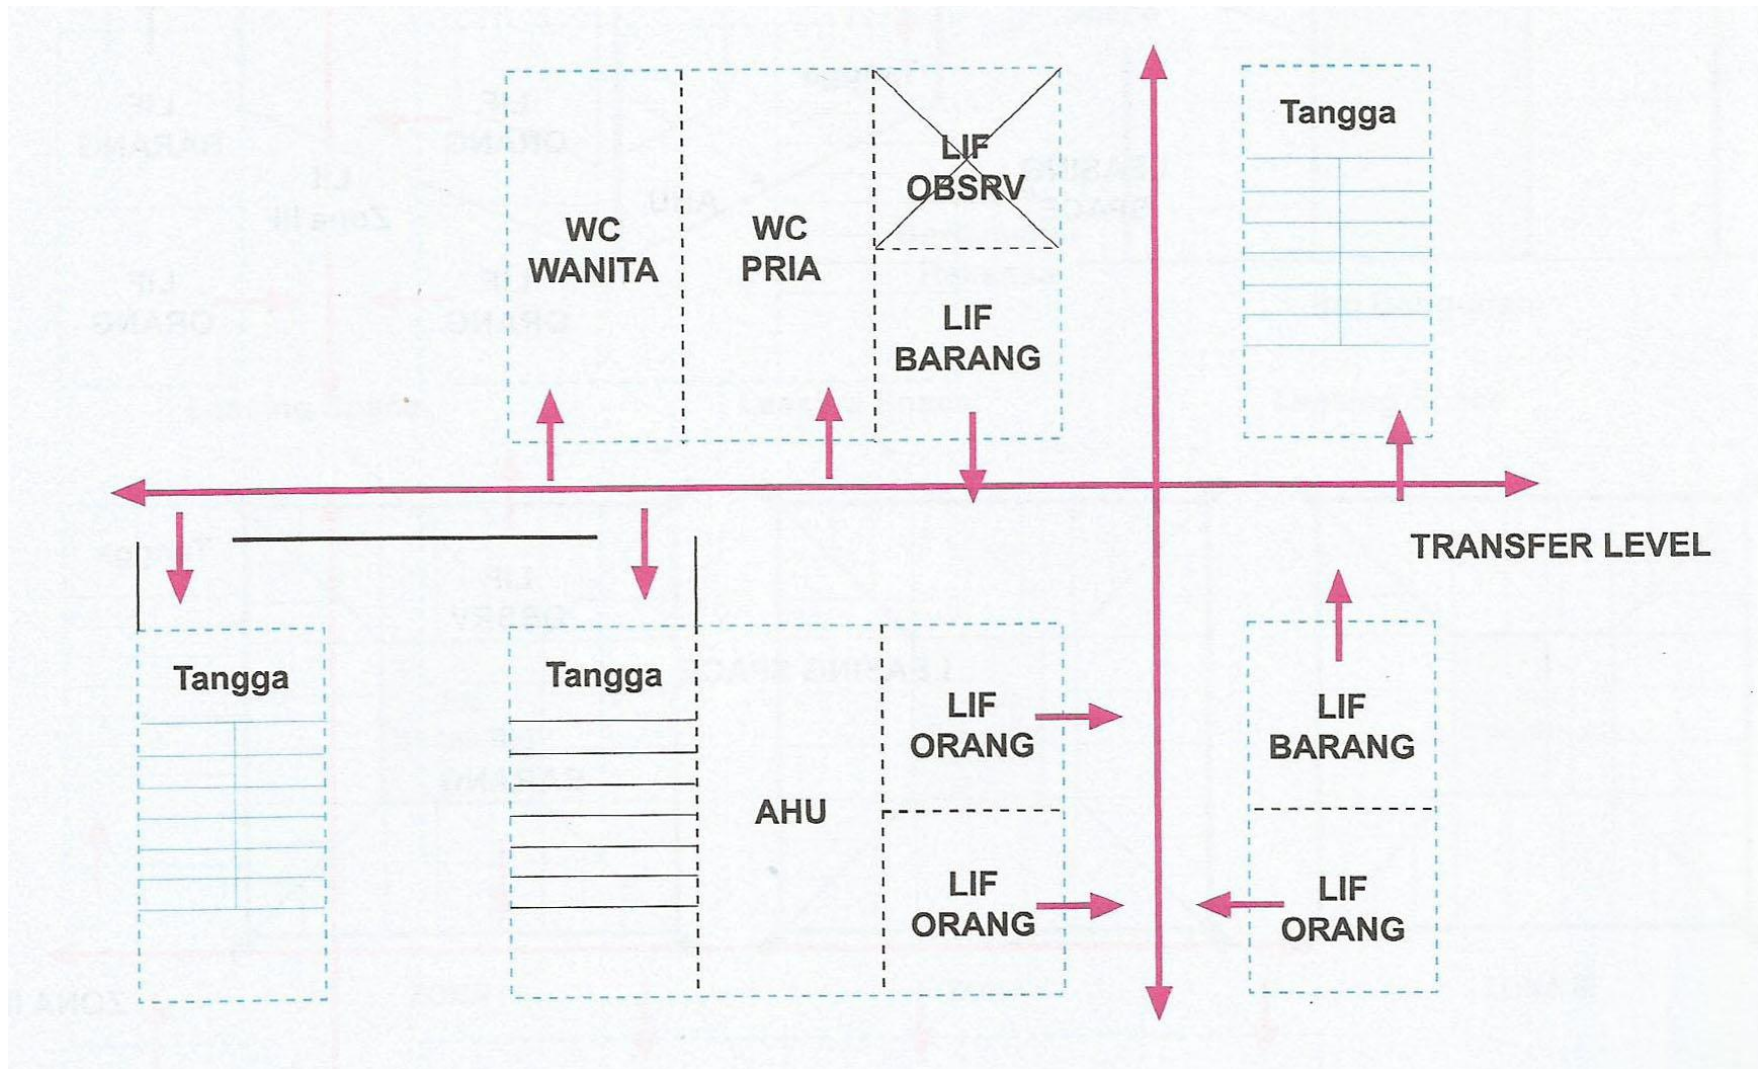 LIF
OBSRV
Tangga
WC
WANITA
WC
PRIA
LIF
BARANG
TRANSFER LEVEL
Tangga
Tangga
LIF
ORANG
LIF
BARANG
AHU
LIF
ORANG
LIF
ORANG